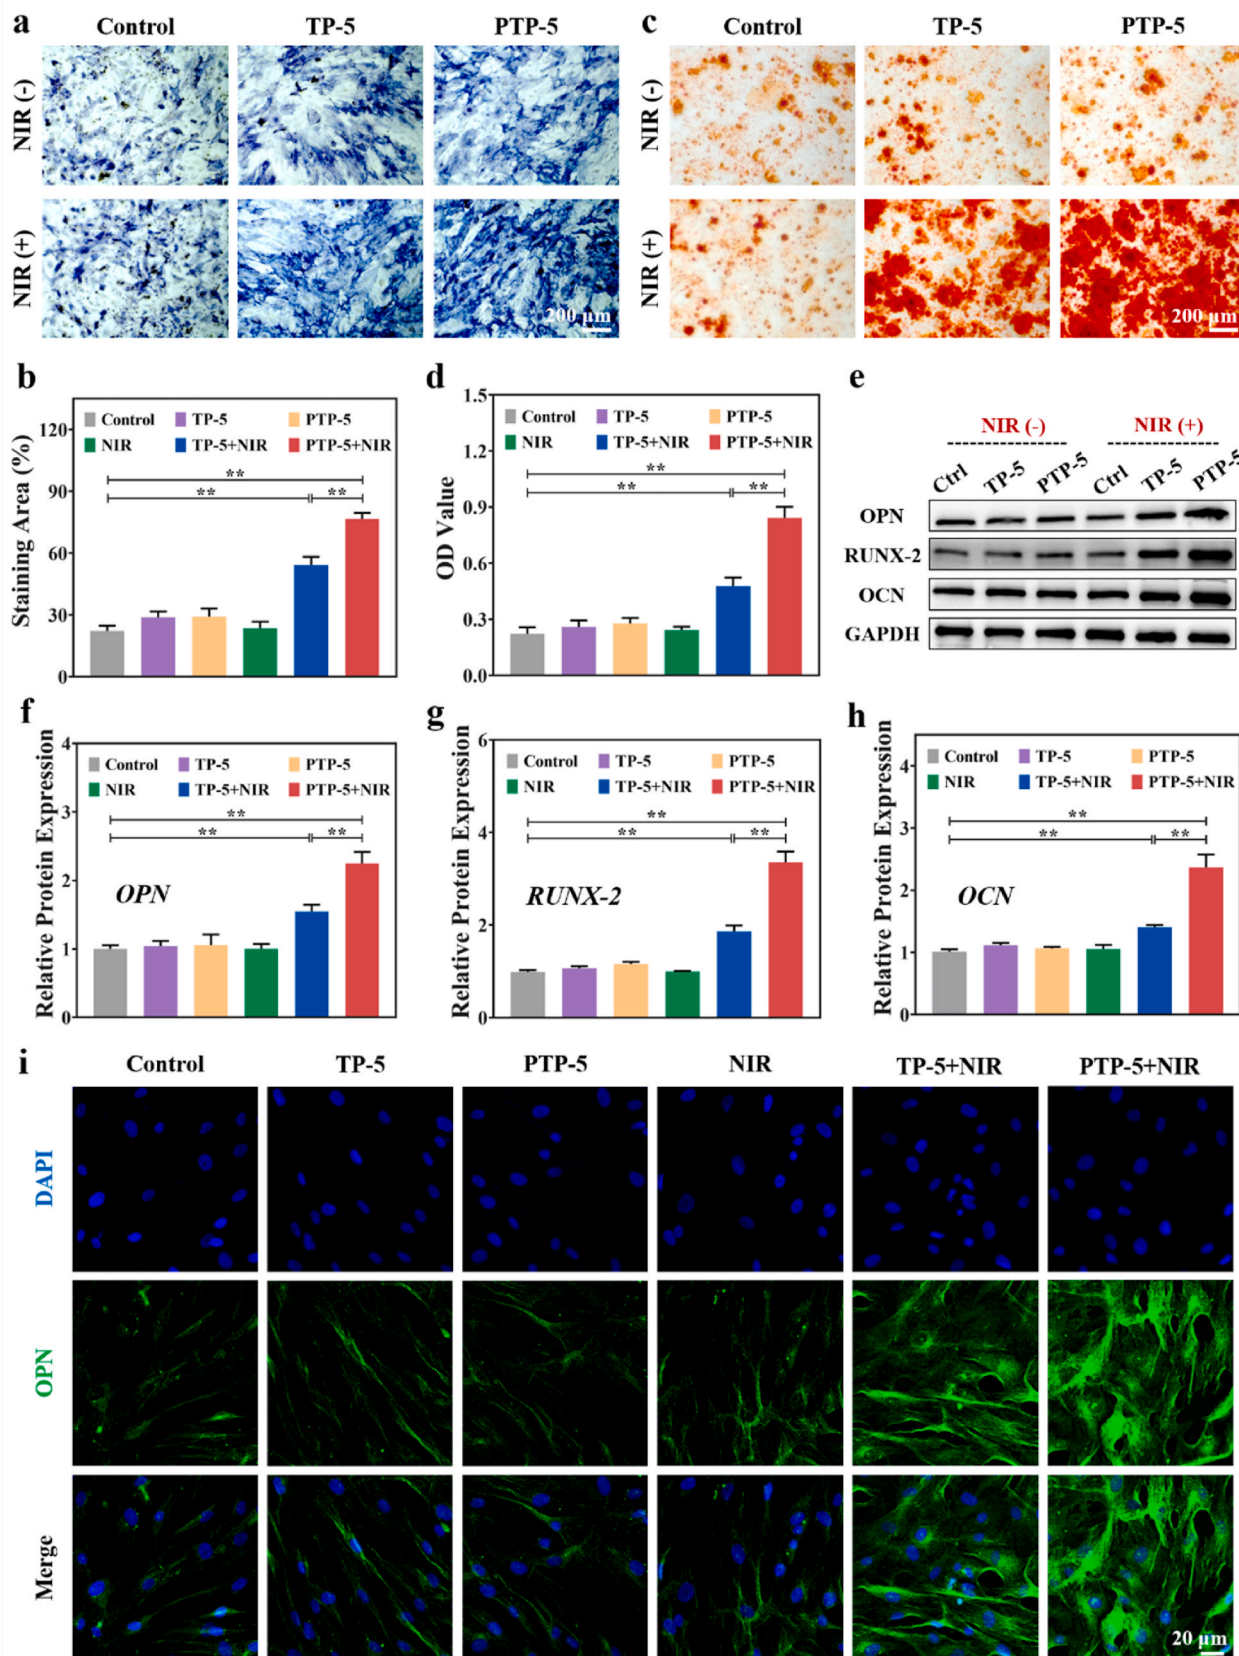 a
Control TP-5 PTP-5
NIR (-)
NIR (+)
200 μm
c
Control TP-5 PTP-5
NIR (-)
NIR (+)
200 μm
b
Staining Area (%)
120
90
60
30
0
Control TP-5 PTP-5
NIR TP-5+NIR PTP-5+NIR
**
** **
d
OD Value
1.5
1.2
0.9
0.6
0.3
0.0
Control TP-5 PTP-5
NIR TP-5+NIR PTP-5+NIR
**
** **
e
NIR (-) NIR (+)
Ctrl TP-5 PTP-5 Ctrl TP-5 PTP-5
OPN
RUNX-2
OCN
GAPDH
f
Relative Protein Expression
4
3
2
1
0
Control TP-5 PTP-5
NIR TP-5+NIR PTP-5+NIR
**
** **
OPN
g
Relative Protein Expression
6
4
2
0
Control TP-5 PTP-5
NIR TP-5+NIR PTP-5+NIR
**
** **
RUNX-2
h
Relative Protein Expression
4
3
2
1
0
Control TP-5 PTP-5
NIR TP-5+NIR PTP-5+NIR
**
** **
OCN
i
Control TP-5 PTP-5 NIR TP-5+NIR PTP-5+NIR
DAPI
OPN
Merge
20 μm